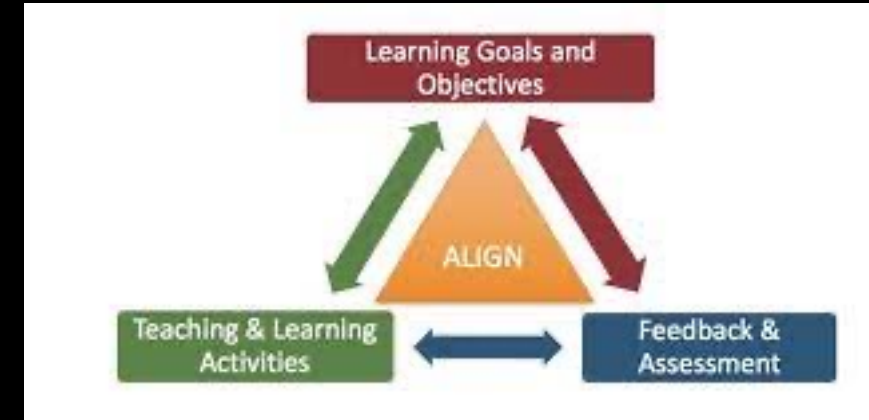 Learning Goals and
Objectives
ALIGN
Teaching & Learning
Activities
Feedback &
Assessment